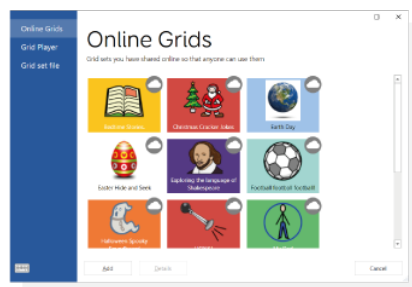 Online Grids
Grid Player
Grid set file
Online Grids
Grid sets you have shared online so that anyone can use them
Bedtime Stories
Christmas Cracker Jokes
Earth Day
Easter Hide and Seek
Exploring the language of
Shakespeare
Football football football!
Halloween Spooky
Add
Details
Cancel